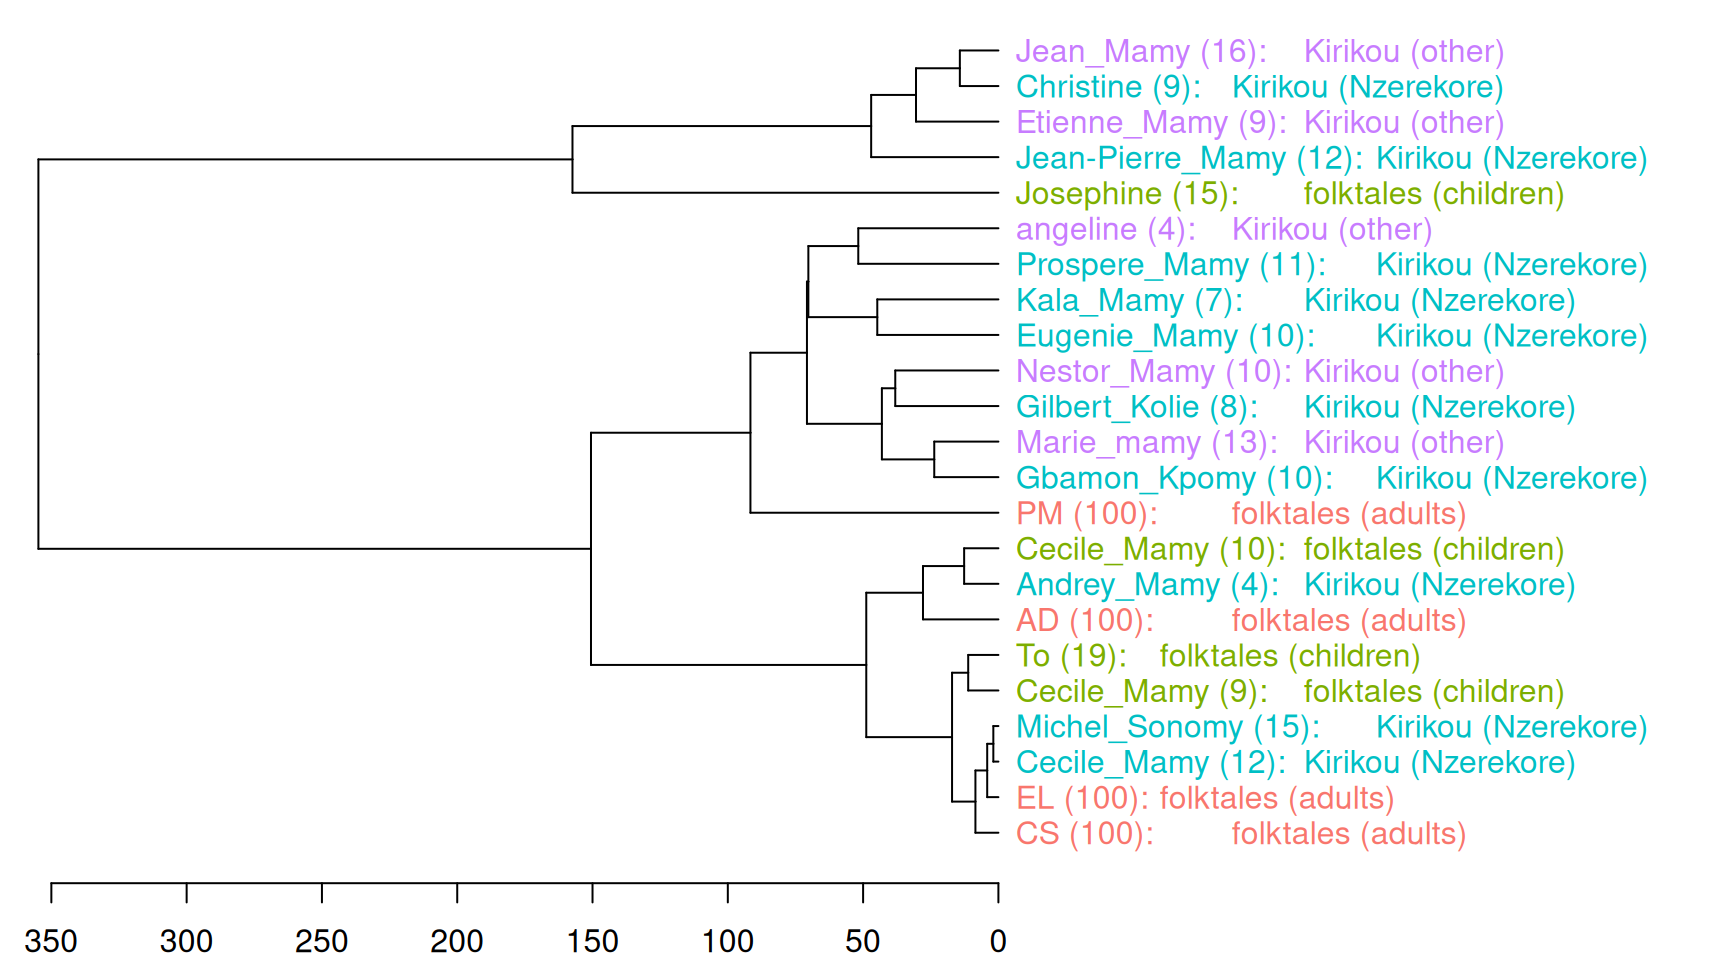 Jean_Mamy (16): Kirikou (other)
Christine (9): Kirikou (Nzerekore)
Etienne_Mamy (9): Kirikou (other)
Jean-Pierre_Mamy (12): Kirikou (Nzerekore)
Josephine (15): folktales (children)
angeline (4): Kirikou (other)
Prospere_Mamy (11): Kirikou (Nzerekore)
Kala_Mamy (7): Kirikou (Nzerekore)
Eugenie_Mamy (10): Kirikou (Nzerekore)
Nestor_Mamy (10): Kirikou (other)
Gilbert_Kolie (8): Kirikou (Nzerekore)
Marie_mamy (13): Kirikou (other)
Gbamon_Kpomy (10): Kirikou (Nzerekore)
PM (100): folktales (adults)
Cecile_Mamy (10): folktales (children)
Andrey_Mamy (4): Kirikou (Nzerekore)
AD (100): folktales (adults)
To (19): folktales (children)
Cecile_Mamy (9): folktales (children)
Michel_Sonomy (15): Kirikou (Nzerekore)
Cecile_Mamy (12): Kirikou (Nzerekore)
EL (100): folktales (adults)
CS (100): folktales (adults)
350 300 250 200 150 100 50 0